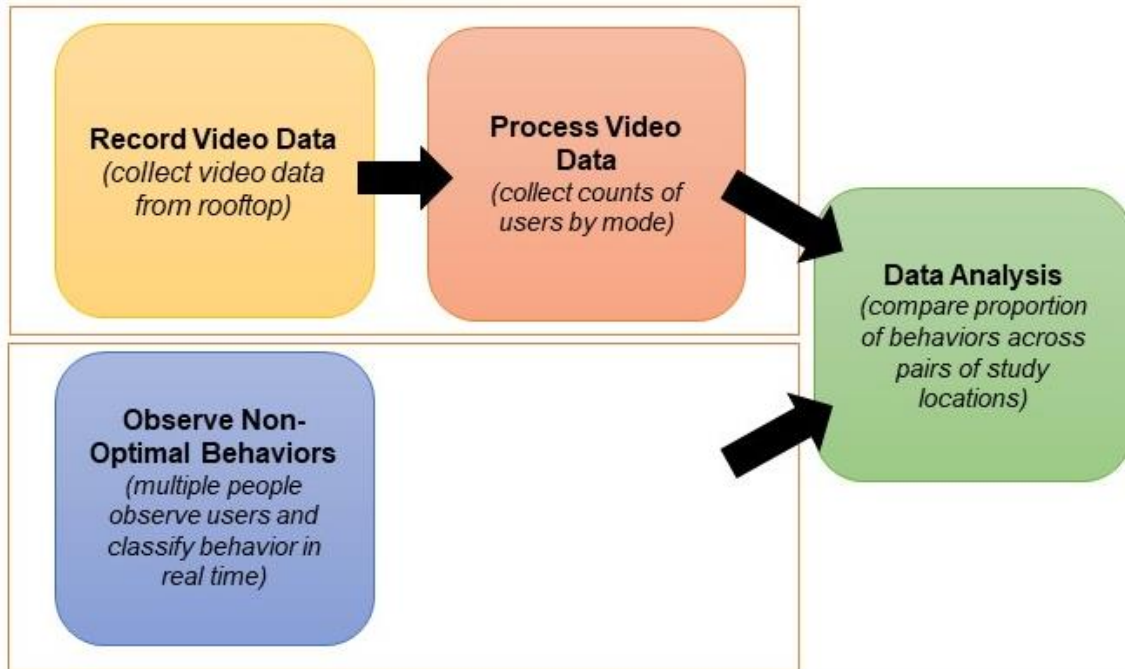 Record Video Data
(collect video data
from rooftop)
Process Video
Data
(collect counts of
users by mode)
Data Analysis
(compare proportion
of behaviors across
pairs of study
locations)
Observe Non-
Optimal Behaviors
(multiple people
observe users and
classify behavior in
real time)